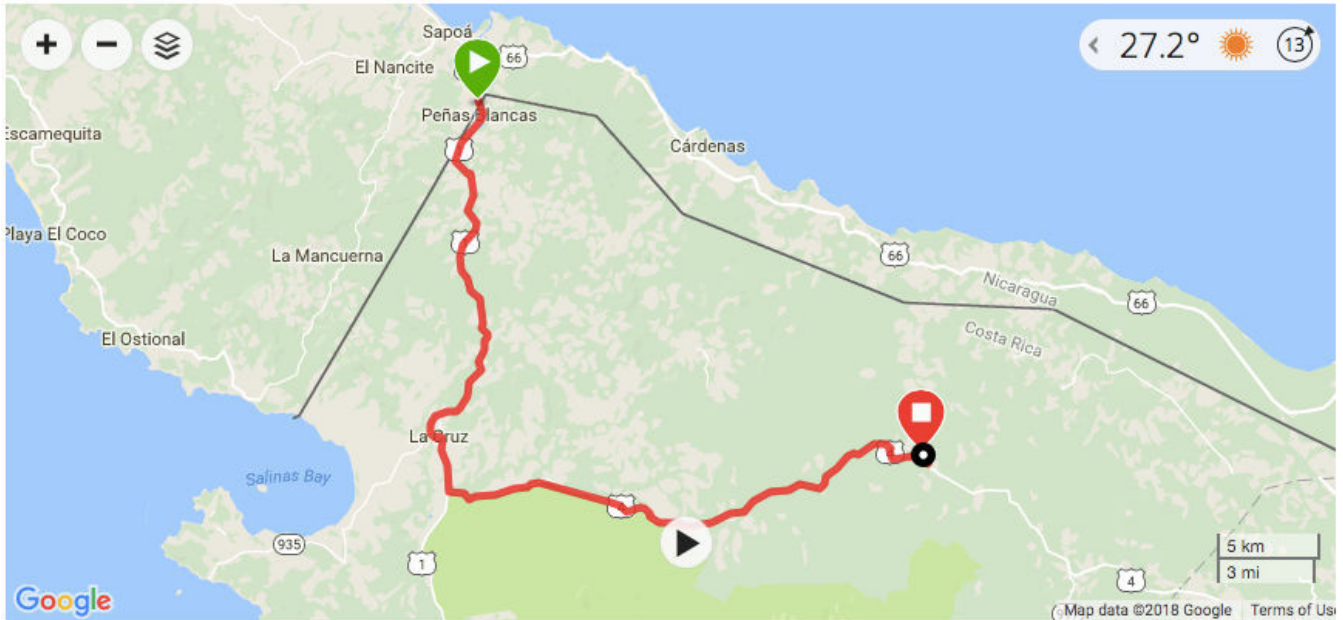 +
−
Sapoá
66
El Nancite
27.2°
13
Peñas Blancas
Escamequita
Cárdenas
Playa El Coco
La Mancuerna
66
Nicaragua
66
El Ostional
Costa Rica
La Cruz
Salinas Bay
935
1
5 km
3 mi
4
Google
Map data ©2018 Google
Terms of Use